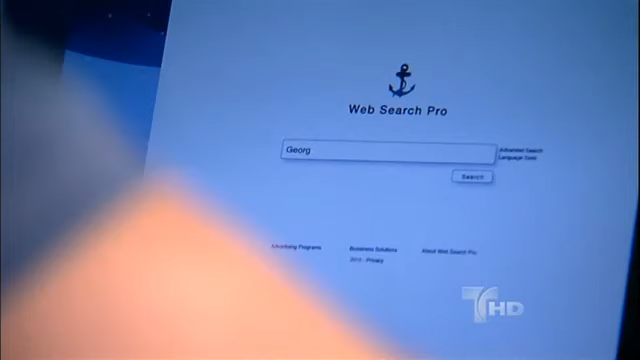 Web Search Pro
Georg
Advanced Search
Language Tools
Search
Advertising Programs
Business Solutions
About Web Search Pro
2010 - Privacy
T HD